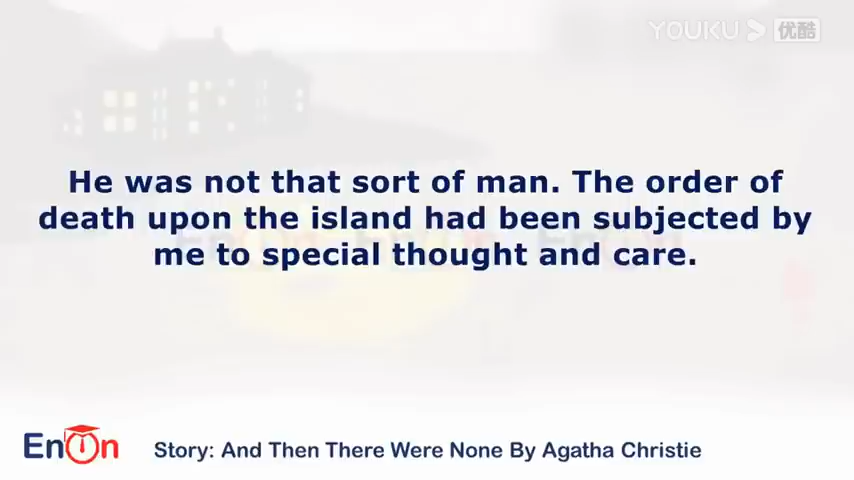 YOUKU 优酷
He was not that sort of man. The order of
death upon the island had been subjected by
me to special thought and care.
EnOn
Story: And Then There Were None By Agatha Christie